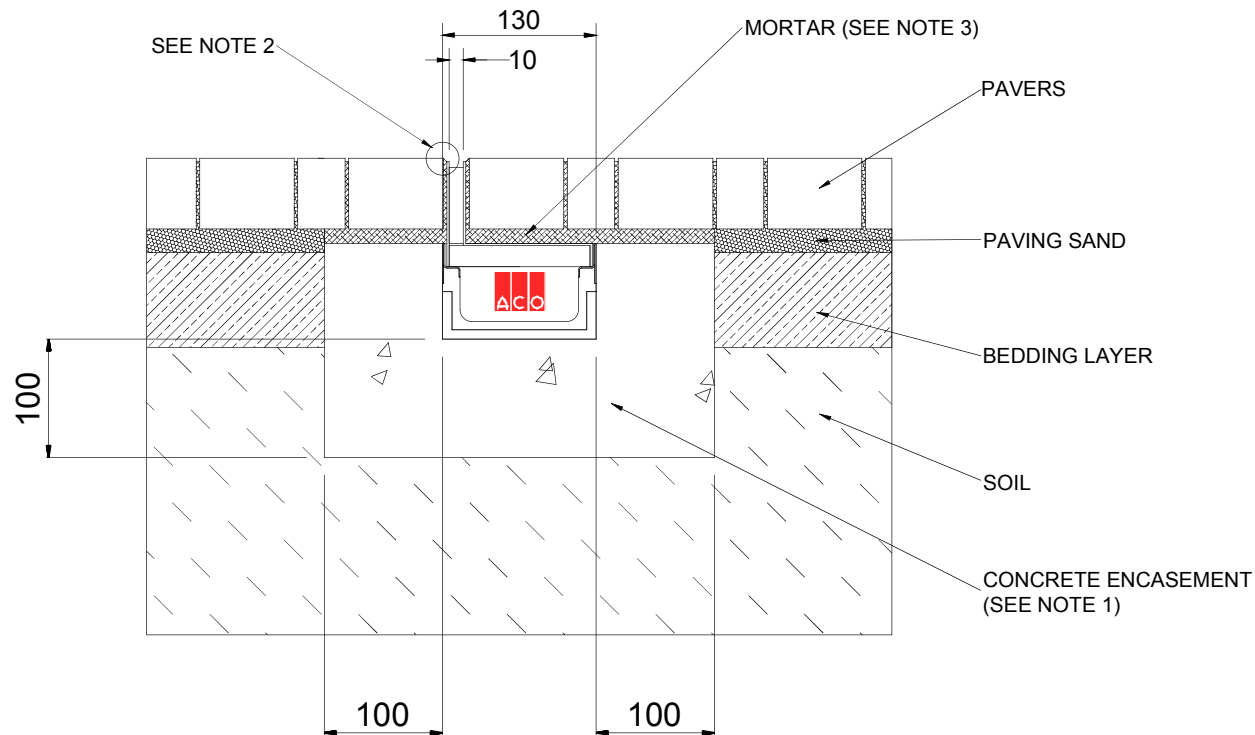 130
SEE NOTE 2
MORTAR (SEE NOTE 3)
10
PAVERS
PAVING SAND
ACO
BEDDING LAYER
100
SOIL
CONCRETE ENCASEMENT
(SEE NOTE 1)
100
100